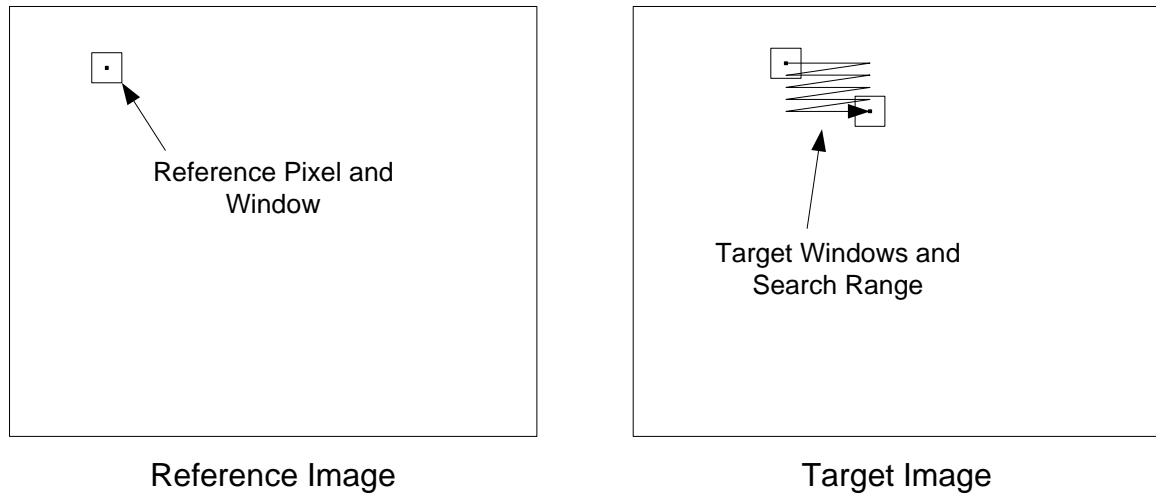 Reference Pixel and
Window
Target Windows and
Search Range
Reference Image
Target Image